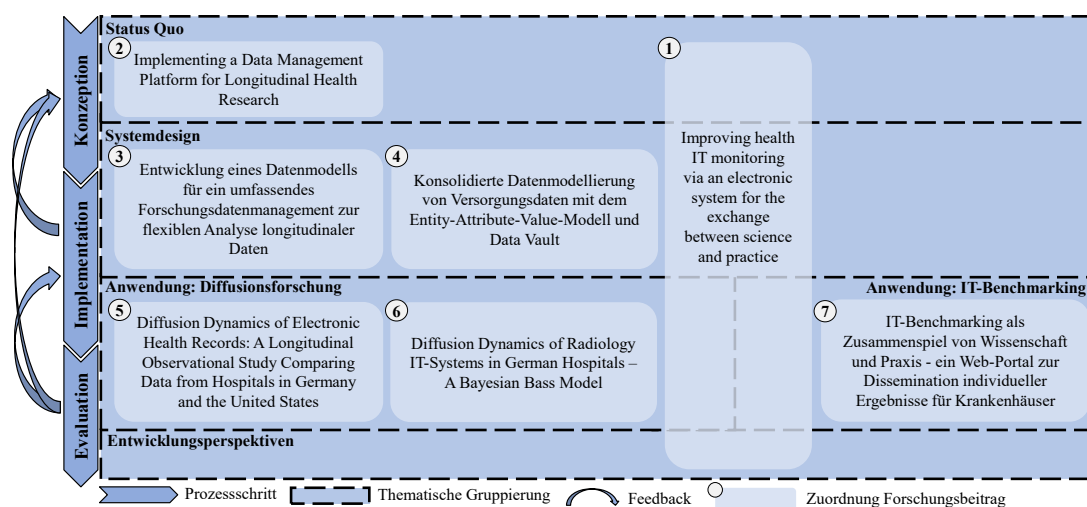 Konzeption
Implementation
Evaluation
Status Quo
2
Implementing a Data Management
Platform for Longitudinal Health
Research
1
Improving health
IT monitoring
via an electronic
system for the
exchange
between science
and practice
Systemdesign
3
Entwicklung eines Datenmodells
für ein umfassendes
Forschungsdatenmanagement zur
flexiblen Analyse longitudinaler
Daten
4
Konsolidierte Datenmodellierung
von Versorgungsdaten mit dem
Entity-Attribute-Value-Modell und
Data Vault
Anwendung: Diffusionsforschung
5
Diffusion Dynamics of Electronic
Health Records: A Longitudinal
Observational Study Comparing
Data from Hospitals in Germany
and the United States
6
Diffusion Dynamics of Radiology
IT-Systems in German Hospitals –
A Bayesian Bass Model
Anwendung: IT-Benchmarking
7
IT-Benchmarking als
Zusammenspiel von Wissenschaft
und Praxis - ein Web-Portal zur
Dissemination individueller
Ergebnisse für Krankenhäuser
Entwicklungsperspektiven
Prozessschritt
Thematische Gruppierung
Feedback
Zuordnung Forschungsbeitrag